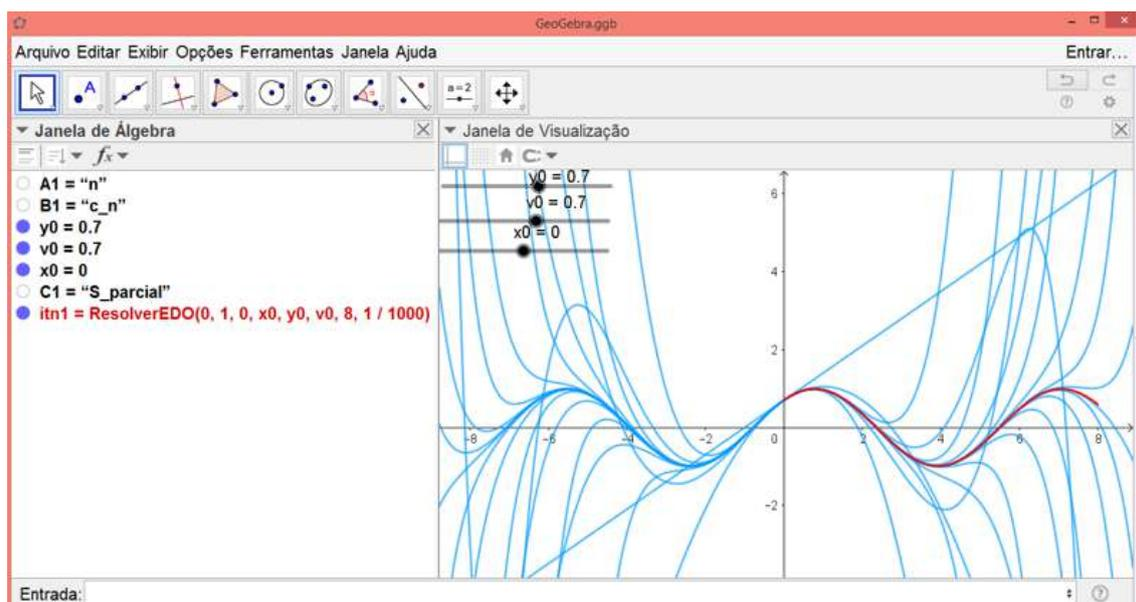 GeoGebra.ggb
Arquivo Editar Exibir Opções Ferramentas Janela Ajuda
Entrar...
A
a=2
Janela de Álgebra
Janela de Visualização
fx
A1 = “n”
B1 = “c_n”
y0 = 0.7
v0 = 0.7
x0 = 0
C1 = “S_parcial”
itn1 = ResolverEDO(0, 1, 0, x0, y0, v0, 8, 1 / 1000)
y0 = 0.7
v0 = 0.7
x0 = 0
6
4
2
-8 -6 -4 -2 0 2 4 6 8
-2
Entrada: